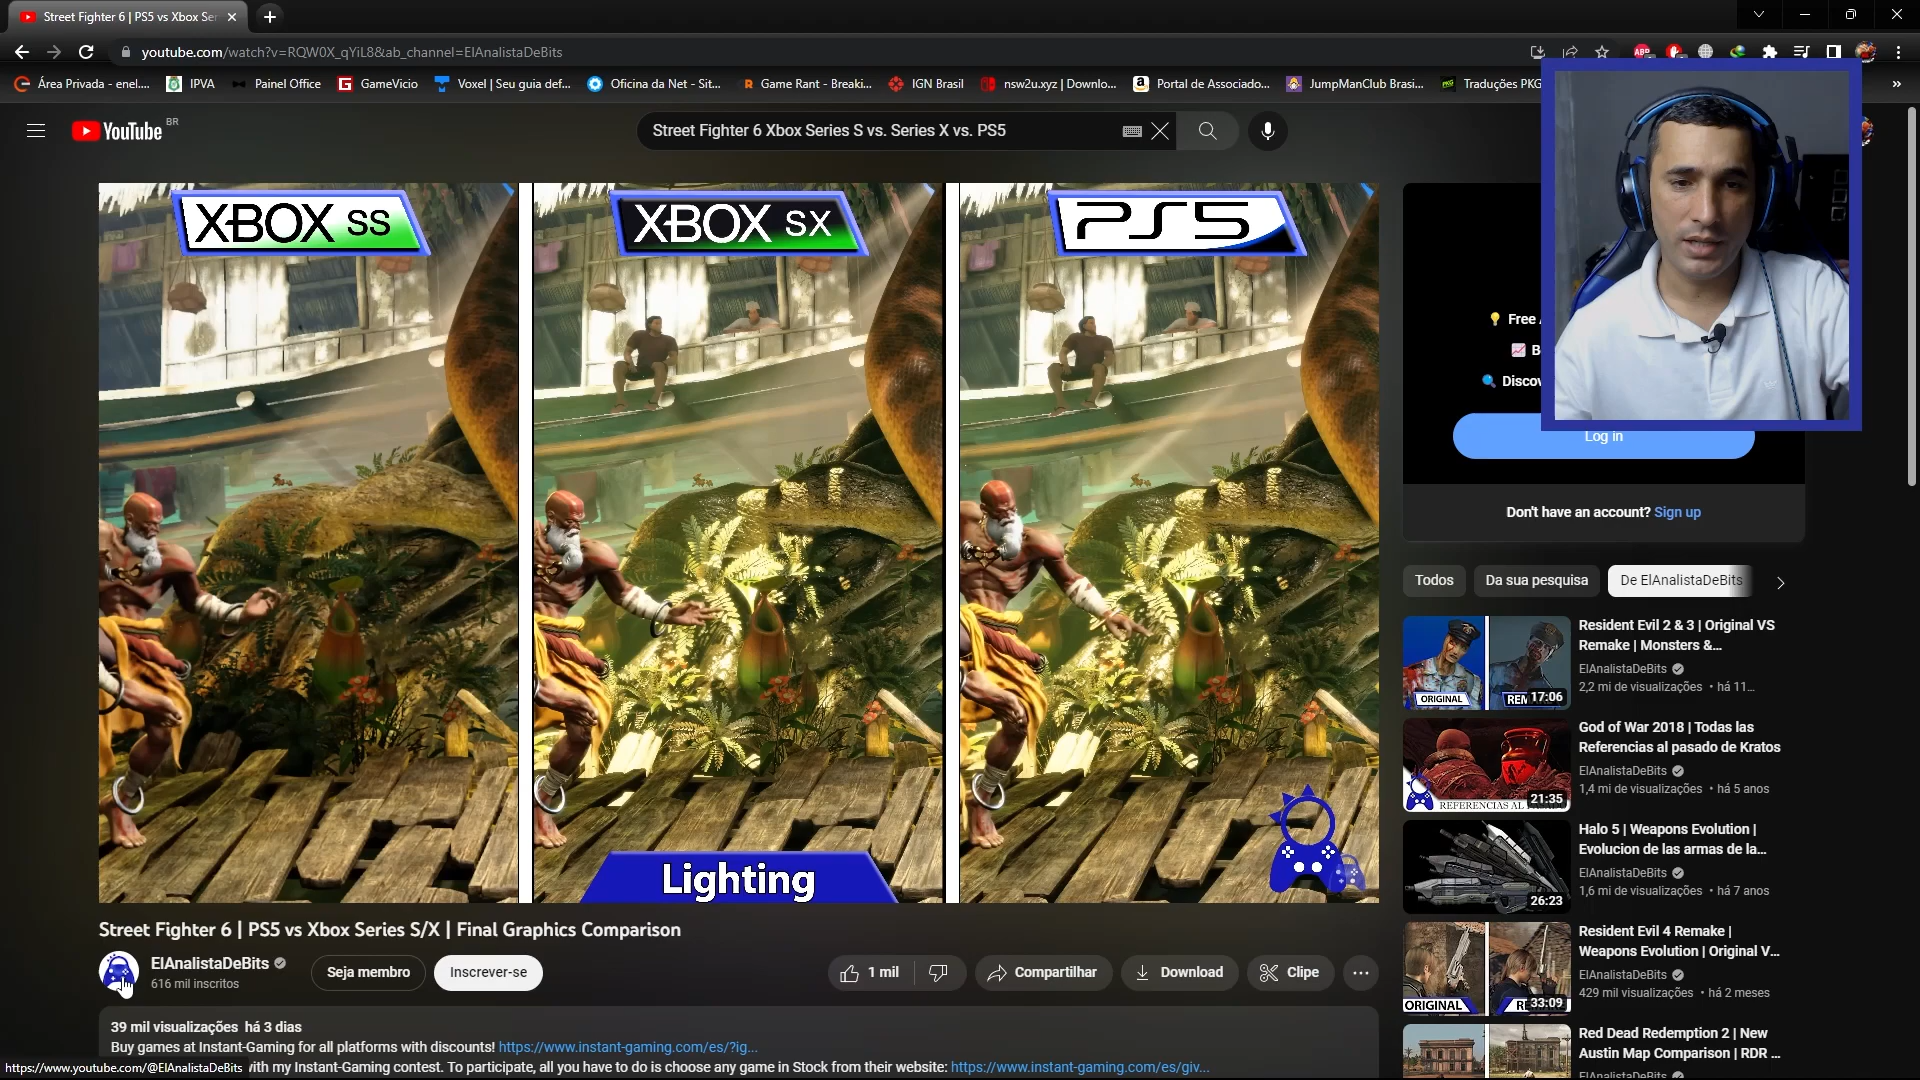 Street Fighter 6 | PS5 vs Xbox Ser
youtube.com/watch?v=RQW0X_qYiL8&ab_channel=ElAnalistaDeBits
Área Privada - enel....
IPVA
Painel Office
GameVicio
Voxel | Seu guia def...
Oficina da Net - Sit...
Game Rant - Breaki...
IGN Brasil
nsw2u.xyz | Downlo...
Portal de Associado...
JumpManClub Brasi...
Traduções PKG
YouTube BR
Street Fighter 6 Xbox Series S vs. Series X vs. PS5
XBOX SS
XBOX SX
PS5
Free
Discov
Log in
Don't have an account? Sign up
Todos
Da sua pesquisa
De ElAnalistaDeBits
Resident Evil 2 & 3 | Original VS
Remake | Monsters &...
ElAnalistaDeBits
2,2 mi de visualizações • há 11...
ORIGINAL
17:06
God of War 2018 | Todas las
Referencias al pasado de Kratos
ElAnalistaDeBits
1,4 mi de visualizações • há 5 anos
REFERENCIAS AL
21:35
Halo 5 | Weapons Evolution |
Evolucion de las armas de la...
ElAnalistaDeBits
1,6 mi de visualizações • há 7 anos
26:23
Resident Evil 4 Remake |
Weapons Evolution | Original V...
ElAnalistaDeBits
429 mil visualizações • há 2 meses
ORIGINAL
33:09
Red Dead Redemption 2 | New
Austin Map Comparison | RDR ...
ElAnalistaDeBits
Lighting
Street Fighter 6 | PS5 vs Xbox Series S/X | Final Graphics Comparison
ElAnalistaDeBits
616 mil inscritos
Seja membro
Inscrever-se
1 mil
Compartilhar
Download
Clipe
39 mil visualizações há 3 dias
Buy games at Instant-Gaming for all platforms with discounts! https://www.instant-gaming.com/es/?ig...
https://www.youtube.com/@ElAnalistaDeBits
with my Instant-Gaming contest. To participate, all you have to do is choose any game in Stock from their website: https://www.instant-gaming.com/es/giv...